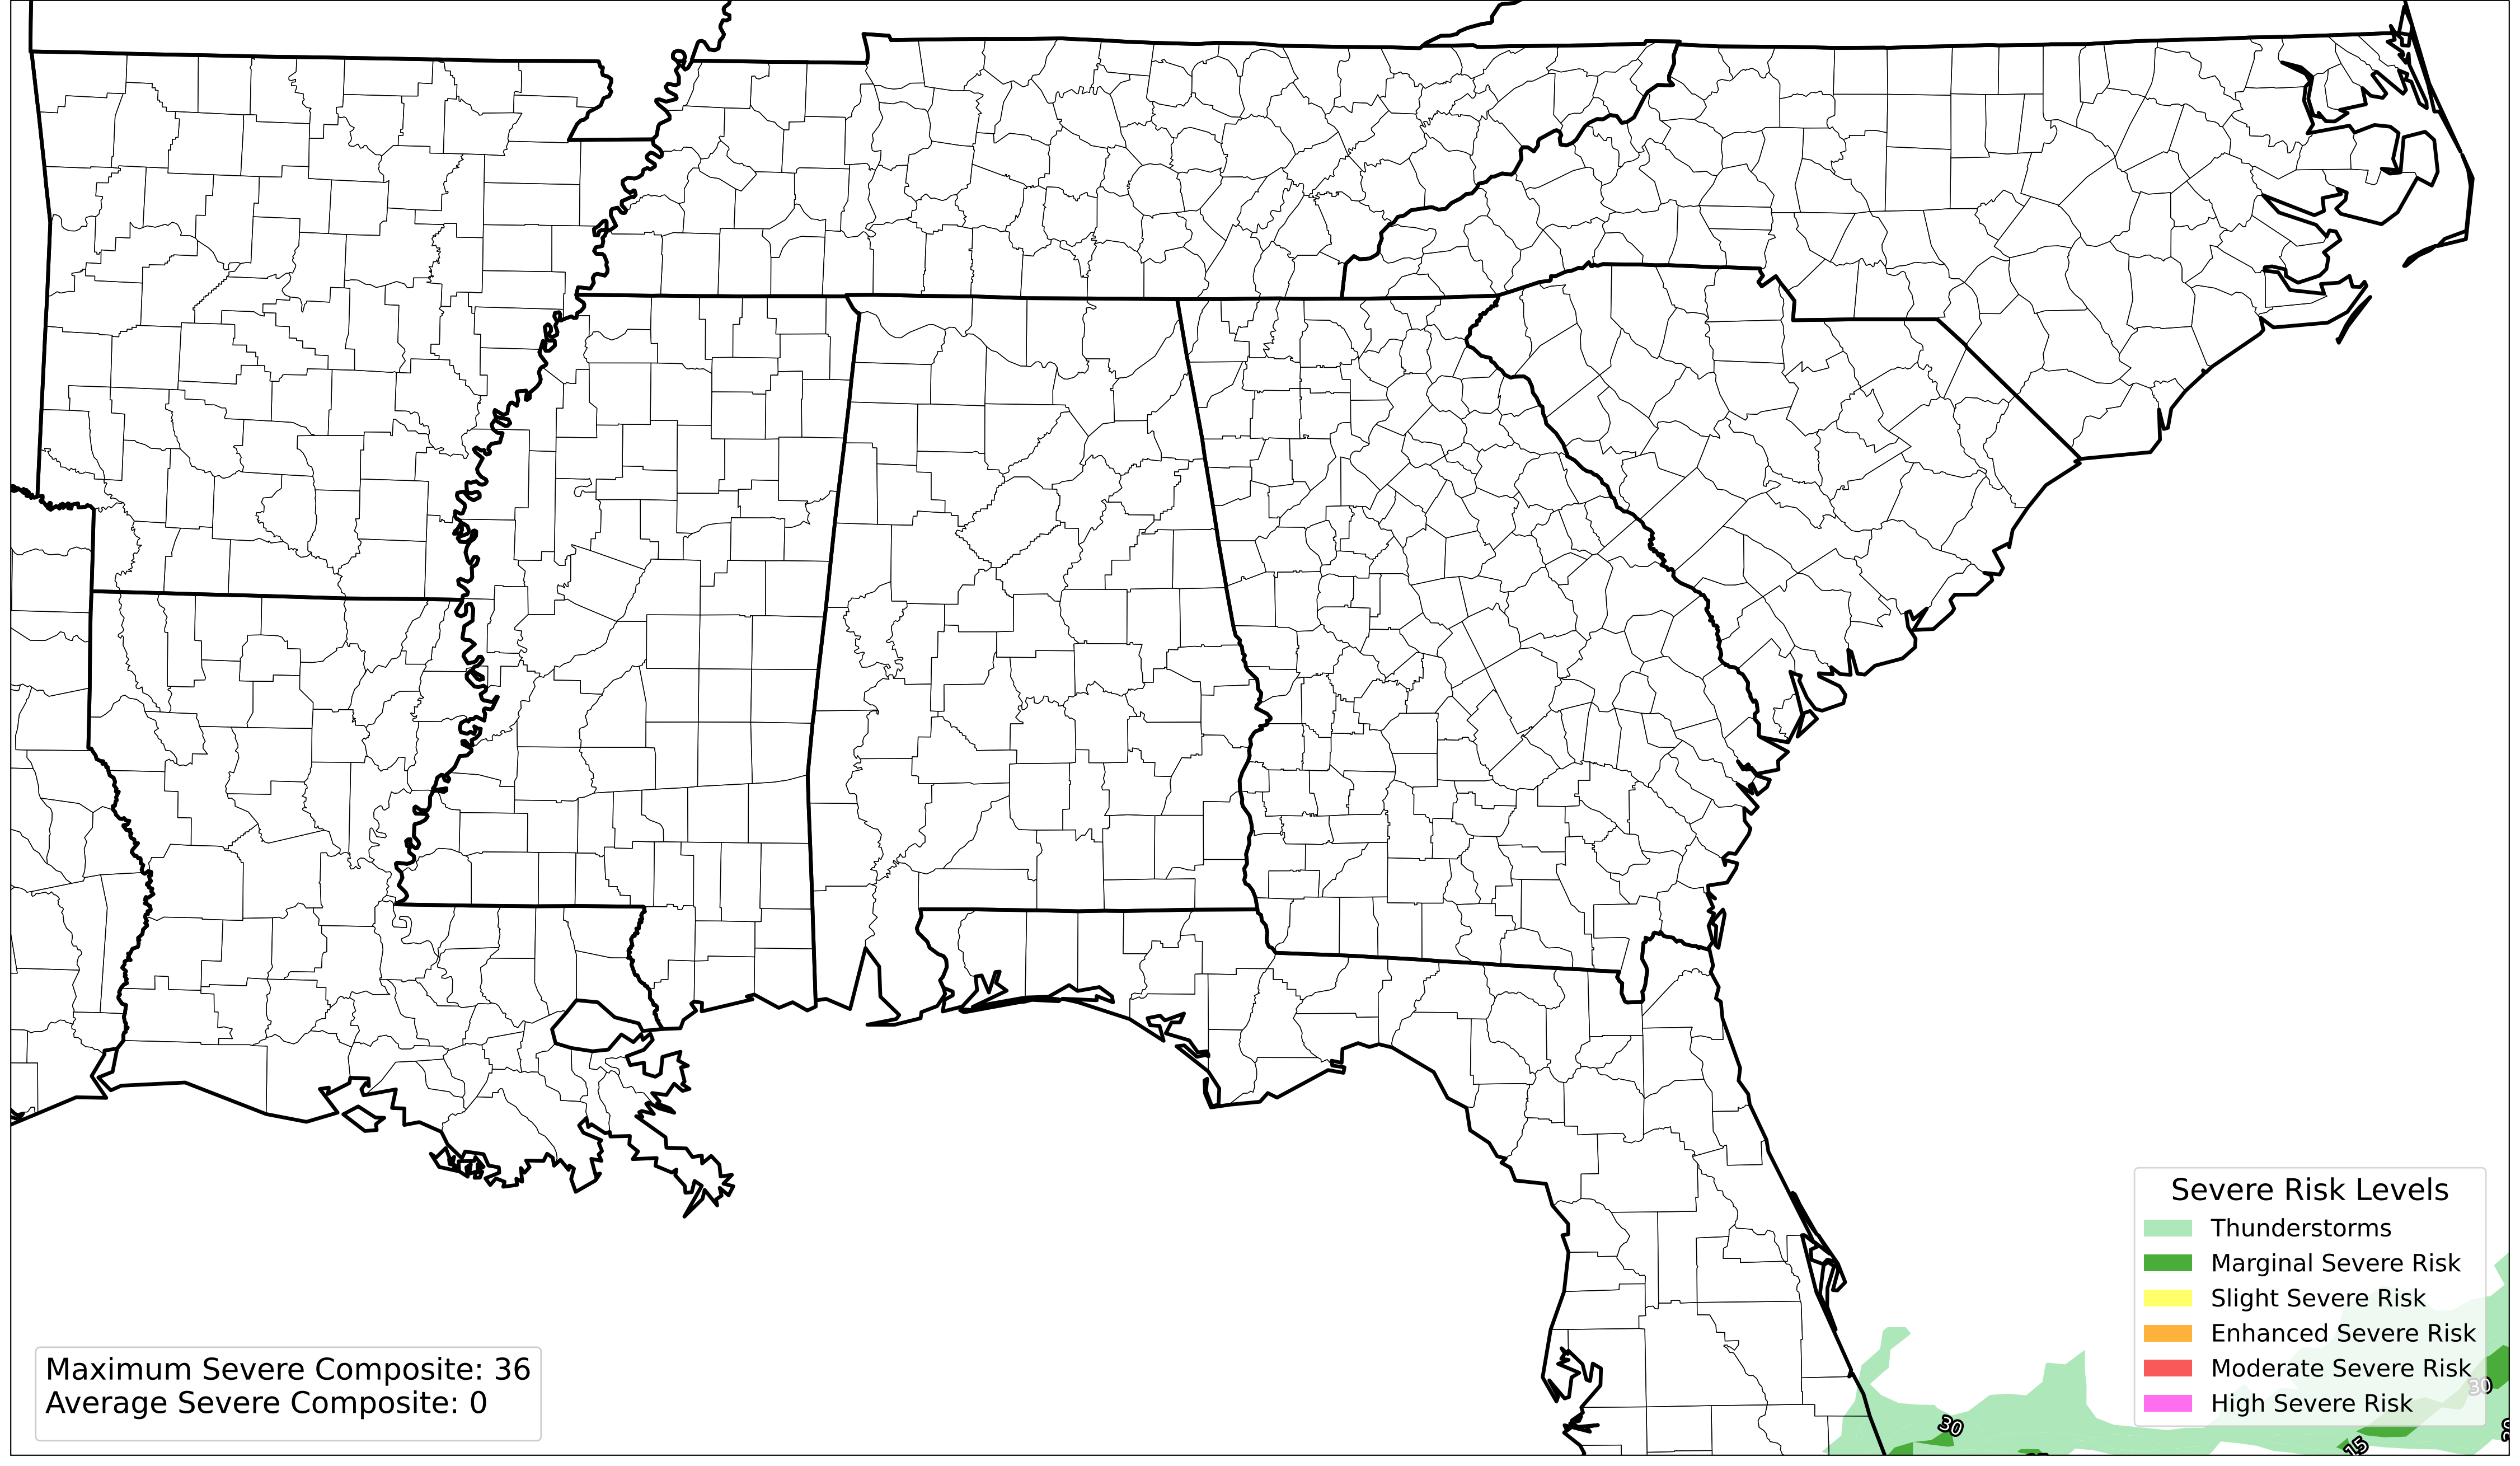 Severe Risk Levels
Thunderstorms
Marginal Severe Risk
Slight Severe Risk
Enhanced Severe Risk
Moderate Severe Risk
High Severe Risk
Maximum Severe Composite: 36
Average Severe Composite: 0
30
30
15